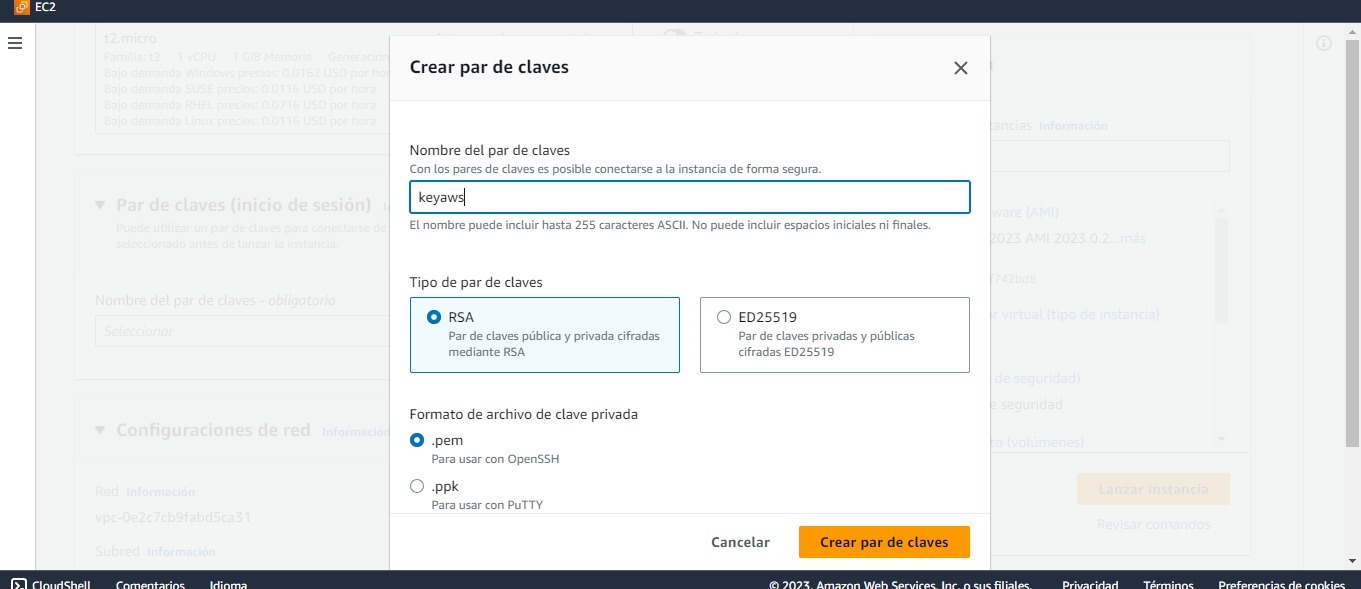 EC2
t2.micro
Familia: t2 1 vCPU 1 GiB Memoria Generación
Bajo demanda Windows precios: 0.0162 USD por hor
Bajo demanda SUSE precios: 0.0116 USD por hora
Bajo demanda RHEL precios: 0.0716 USD por hora
Bajo demanda Linux precios: 0.0116 USD por hora
Par de claves (inicio de sesión)
Puede utilizar un par de claves para conectarse de
seleccionado antes de lanzar la instancia.
Nombre del par de claves - obligatorio
Seleccionar
Configuraciones de red Información
Red Información
vpc-0e2c7cb9fabd5ca31
Subred Información
Crear par de claves
Nombre del par de claves
Con los pares de claves es posible conectarse a la instancia de forma segura.
keyaws
El nombre puede incluir hasta 255 caracteres ASCII. No puede incluir espacios iniciales ni finales.
Tipo de par de claves
RSA
Par de claves pública y privada cifradas
mediante RSA
ED25519
Par de claves privadas y públicas
cifradas ED25519
Formato de archivo de clave privada
.pem
Para usar con OpenSSH
.ppk
Para usar con PuTTY
Cancelar
Crear par de claves
tancias Información
ware (AMI)
2023 AMI 2023.0.2...más
f742bd8
or virtual (tipo de instancia)
de seguridad)
e seguridad
to (volúmenes)
Lanzar instancia
Revisar comandos
CloudShell Comentarios Idioma
© 2023, Amazon Web Services, Inc. o sus filiales. Privacidad Términos Preferencias de cookies